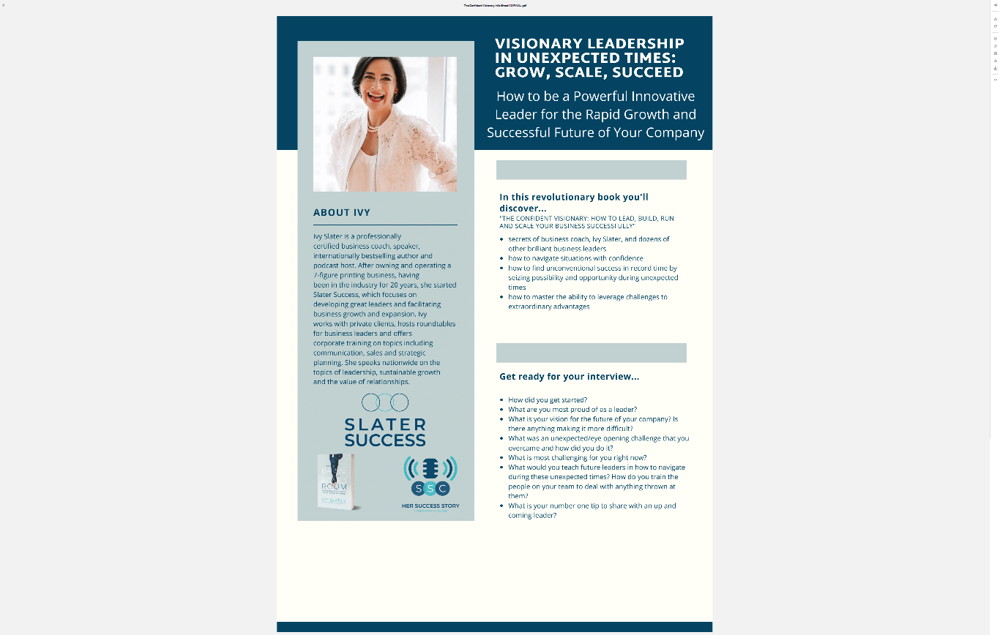 VISIONARY LEADERSHIP
IN UNEXPECTED TIMES:
GROW, SCALE, SUCCEED
How to be a Powerful Innovative
Leader for the Rapid Growth and
Successful Future of Your Company
ABOUT IVY
Ivy Slater is a professionally
certified business coach, speaker,
internationally bestselling author and
podcast host. After owning and operating a
7-figure printing business, having
been in the industry for 20 years, she started
Slater Success, which focuses on
developing great leaders and facilitating
business growth and expansion. Ivy
works with private clients, hosts roundtables
for business leaders and offers
corporate training on topics including
communication, sales and strategic
planning. She speaks nationwide on the
topics of leadership, sustainable growth
and the value of relationships.
SLATER
SUCCESS
ROOM
IVY SLATER
SSC
HER SUCCESS STORY
In this revolutionary book you'll
discover...
"THE CONFIDENT VISIONARY: HOW TO LEAD, BUILD, RUN
AND SCALE YOUR BUSINESS SUCCESSFULLY"
• secrets of business coach, Ivy Slater, and dozens of
other brilliant business leaders
• how to navigate situations with confidence
• how to find unconventional success in record time by
seizing possibility and opportunity during unexpected
times
• how to master the ability to leverage challenges to
extraordinary advantages
Get ready for your interview...
• How did you get started?
• What are you most proud of as a leader?
• What is your vision for the future of your company? Is
there anything making it more difficult?
• What was an unexpected/eye opening challenge that you
overcame and how did you do it?
• What is most challenging for you right now?
• What would you teach future leaders in how to navigate
during these unexpected times? How do you train the
people on your team to deal with anything thrown at
them?
• What is your number one tip to share with an up and
coming leader?